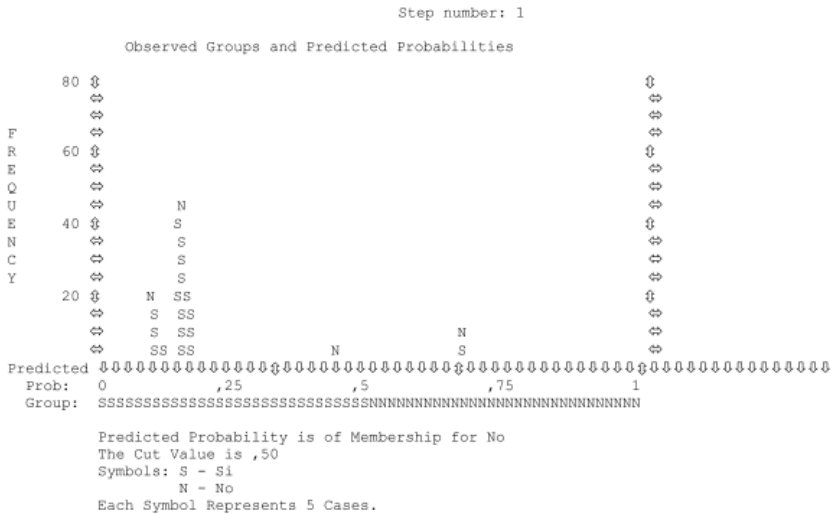 Step number: 1
Observed Groups and Predicted Probabilities
80 ⇕ ⇕
⇔ ⇔
⇔ ⇔
F ⇔ ⇔
R 60 ⇕ ⇕
E ⇔ ⇔
Q ⇔ ⇔
U ⇔ N ⇔
E 40 ⇕ S ⇕
N ⇔ S ⇔
C ⇔ S ⇔
Y ⇔ S ⇔
20 ⇕ N SS ⇕
⇔ S SS ⇔
⇔ S SS N ⇔
⇔ SS SS N S ⇔
Predicted
Prob: 0 ,25 ,5 ,75 1
Group: SSSSSSSSSSSSSSSSSSSSSSSSSSSSSSNNNNNNNNNNNNNNNNNNNNNNNNNNNNNN
Predicted Probability is of Membership for No
The Cut Value is ,50
Symbols: S - Si
N - No
Each Symbol Represents 5 Cases.